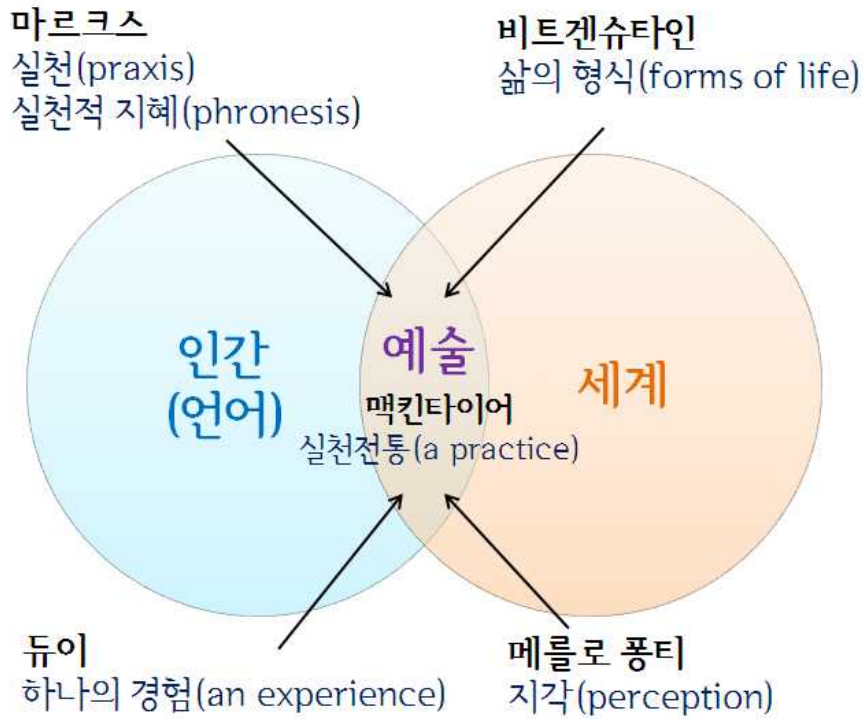 마르크스
실천(praxis)
실천적 지혜(phronesis)
비트겐슈타인
삶의 형식(forms of life)
인간
(언어)
예술
맥킨타이어
실천전통(a practice)
세계
듀이
하나의 경험(an experience)
메를로 퐁티
지각(perception)